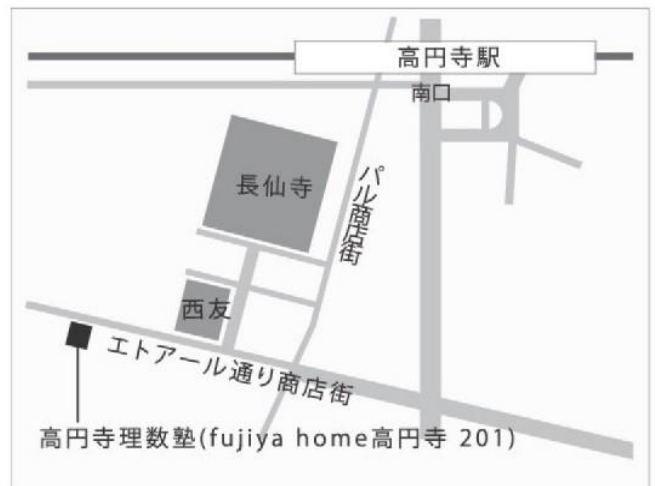 高円寺駅
南口
長仙寺
パル商店街
西友
エトアール通り商店街
高円寺理数塾(fujiya home高円寺 201)